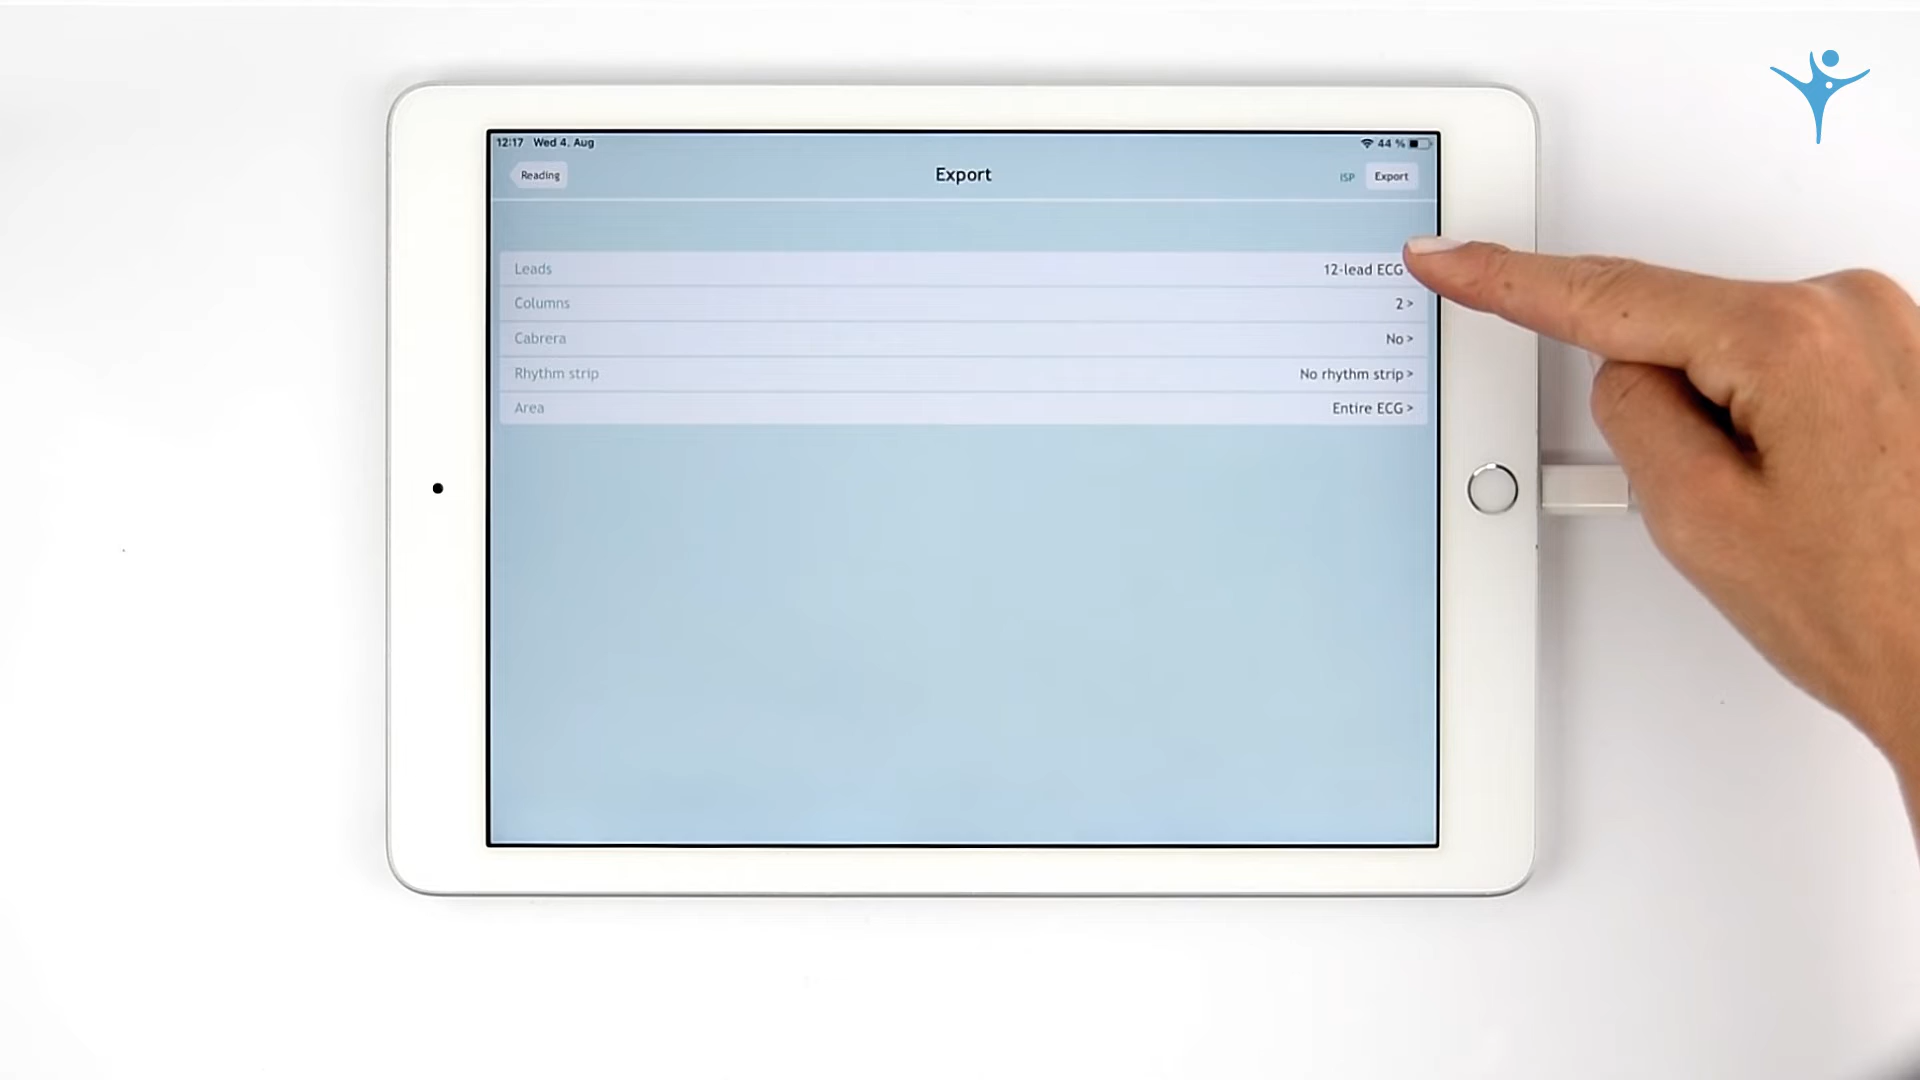 12:17 Wed 4. Aug 44 %
Reading Export ISP Export
Leads 12-lead ECG
Columns 2 >
Cabrera No >
Rhythm strip No rhythm strip >
Area Entire ECG >